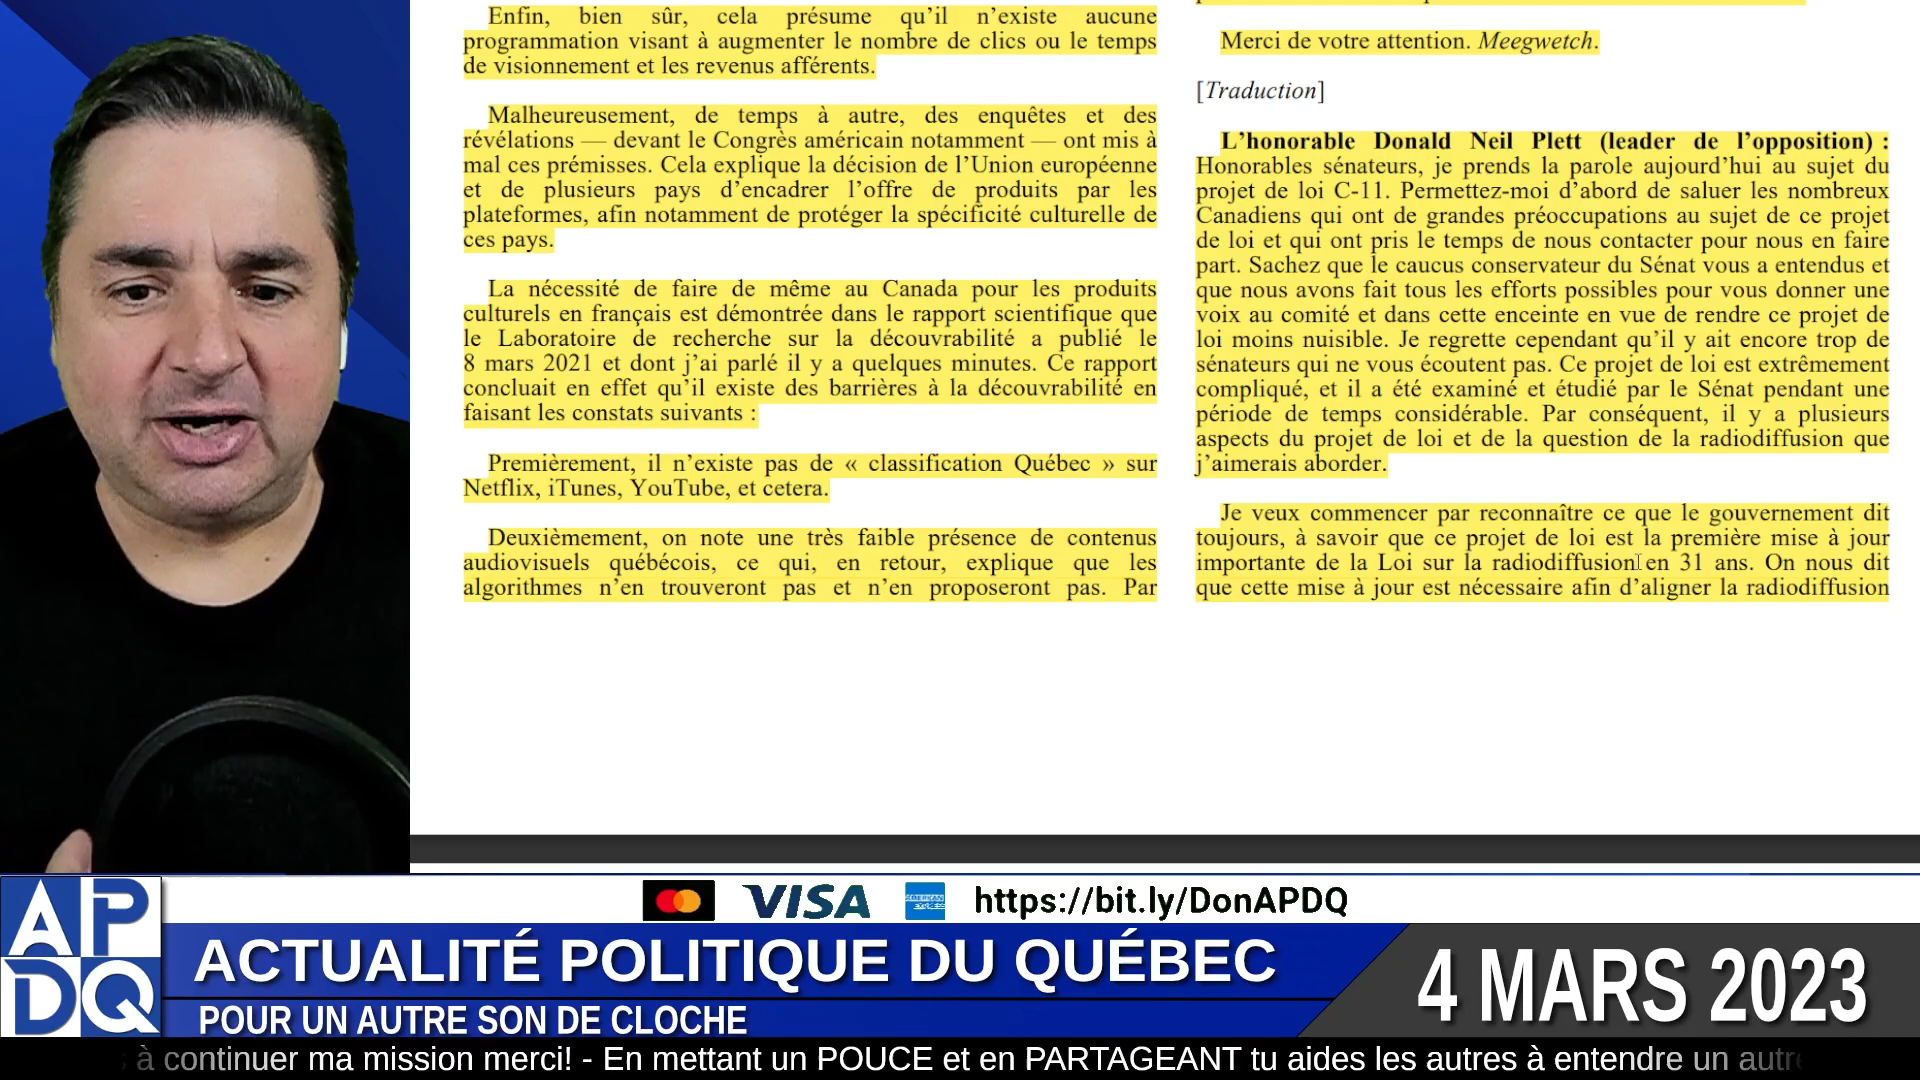 Enfin, bien sûr, cela présume qu’il n’existe aucune
programmation visant à augmenter le nombre de clics ou le temps
de visionnement et les revenus afférents.
Malheureusement, de temps à autre, des enquêtes et des
révélations — devant le Congrès américain notamment — ont mis à
mal ces prémisses. Cela explique la décision de l’Union européenne
et de plusieurs pays d’encadrer l’offre de produits par les
plateformes, afin notamment de protéger la spécificité culturelle de
ces pays.
La nécessité de faire de même au Canada pour les produits
culturels en français est démontrée dans le rapport scientifique que
le Laboratoire de recherche sur la découvrabilité a publié le
8 mars 2021 et dont j’ai parlé il y a quelques minutes. Ce rapport
concluait en effet qu’il existe des barrières à la découvrabilité en
faisant les constats suivants :
Premièrement, il n’existe pas de « classification Québec » sur
Netflix, iTunes, YouTube, et cetera.
Deuxièmement, on note une très faible présence de contenus
audiovisuels québécois, ce qui, en retour, explique que les
algorithmes n’en trouveront pas et n’en proposeront pas. Par
Merci de votre attention. Meegwetch.
[Traduction]
L’honorable Donald Neil Plett (leader de l’opposition) :
Honorables sénateurs, je prends la parole aujourd’hui au sujet du
projet de loi C-11. Permettez-moi d’abord de saluer les nombreux
Canadiens qui ont de grandes préoccupations au sujet de ce projet
de loi et qui ont pris le temps de nous contacter pour nous en faire
part. Sachez que le caucus conservateur du Sénat vous a entendus et
que nous avons fait tous les efforts possibles pour vous donner une
voix au comité et dans cette enceinte en vue de rendre ce projet de
loi moins nuisible. Je regrette cependant qu’il y ait encore trop de
sénateurs qui ne vous écoutent pas. Ce projet de loi est extrêmement
compliqué, et il a été examiné et étudié par le Sénat pendant une
période de temps considérable. Par conséquent, il y a plusieurs
aspects du projet de loi et de la question de la radiodiffusion que
j’aimerais aborder.
Je veux commencer par reconnaître ce que le gouvernement dit
toujours, à savoir que ce projet de loi est la première mise à jour
importante de la Loi sur la radiodiffusion en 31 ans. On nous dit
que cette mise à jour est nécessaire afin d’aligner la radiodiffusion
VISA
AMERICAN EXPRESS
https://bit.ly/DonAPDQ
APDQ
ACTUALITÉ POLITIQUE DU QUÉBEC
4 MARS 2023
POUR UN AUTRE SON DE CLOCHE
à continuer ma mission merci! - En mettant un POUCE et en PARTAGEANT tu aides les autres à entendre un autre